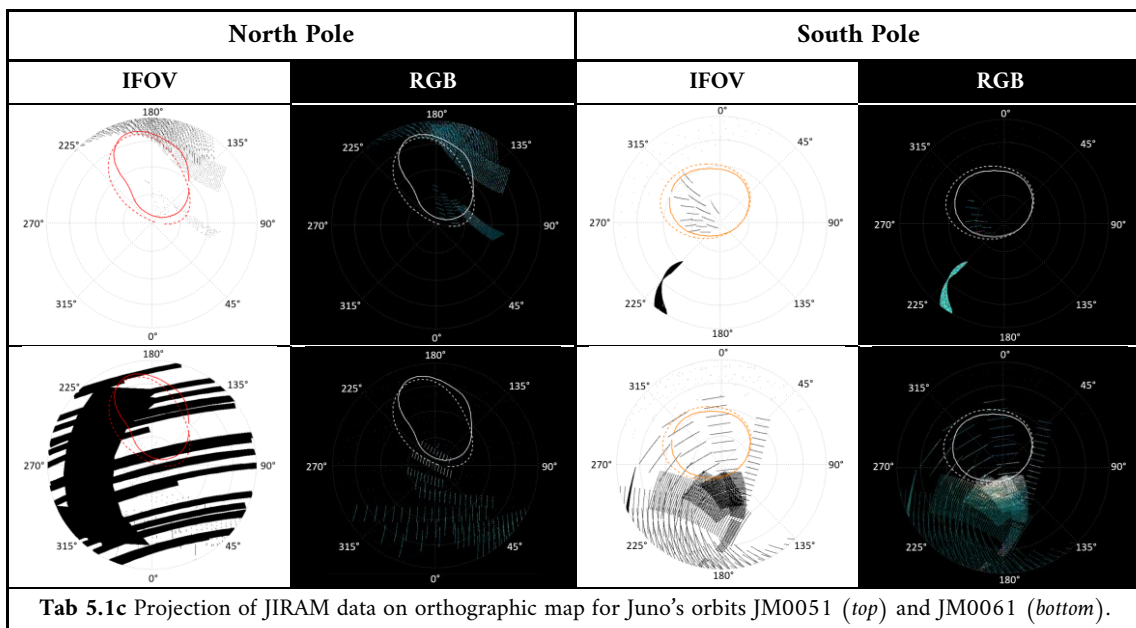 North Pole South Pole
IFOV RGB IFOV RGB
180° 180° 0° 0°
225° 135° 225° 135° 315° 45° 315° 45°
270° 90° 270° 90° 270° 90° 270° 90°
315° 45° 315° 45° 225° 135° 225° 135°
0° 0° 180° 180°
180° 180° 0° 0°
225° 135° 225° 135° 315° 45° 315° 45°
270° 90° 270° 90° 270° 90° 270° 90°
315° 45° 315° 45° 225° 135° 225° 135°
0° 0° 180° 180°
Tab 5.1c Projection of JIRAM data on orthographic map for Juno's orbits JM0051 (top) and JM0061 (bottom).